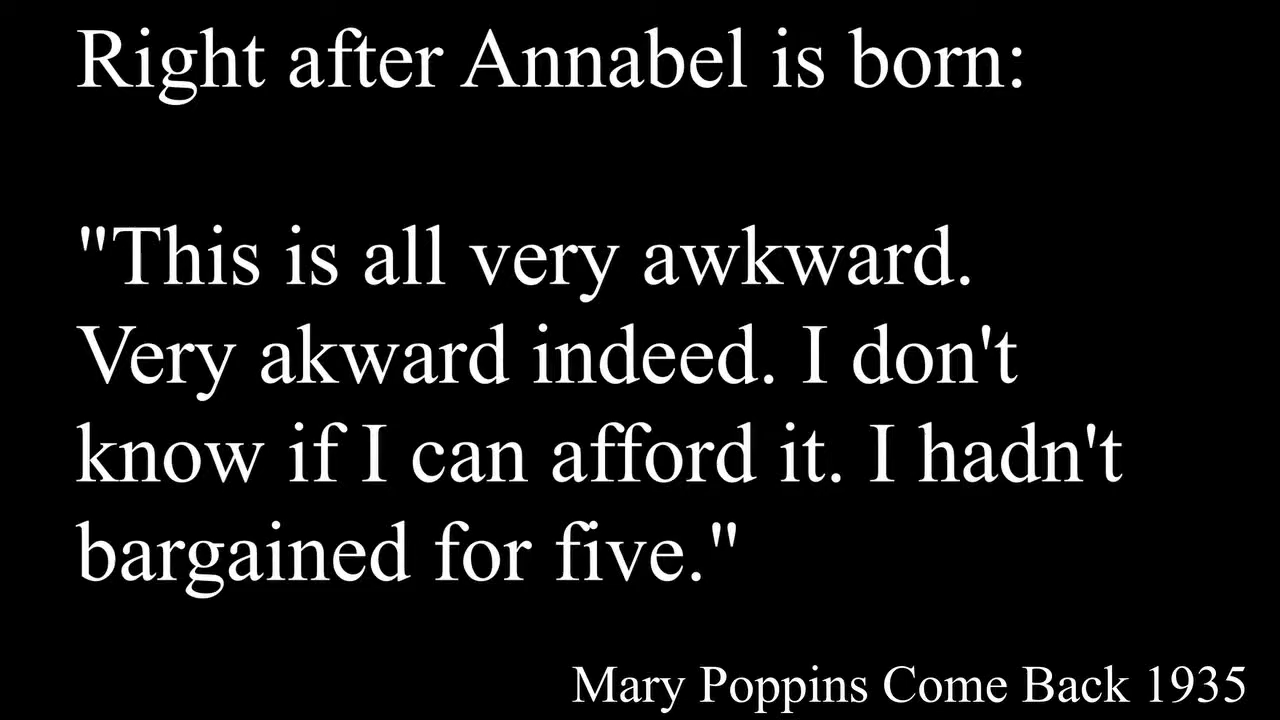 Right after Annabel is born:
"This is all very awkward.
Very akward indeed. I don't
know if I can afford it. I hadn't
bargained for five."
Mary Poppins Come Back 1935